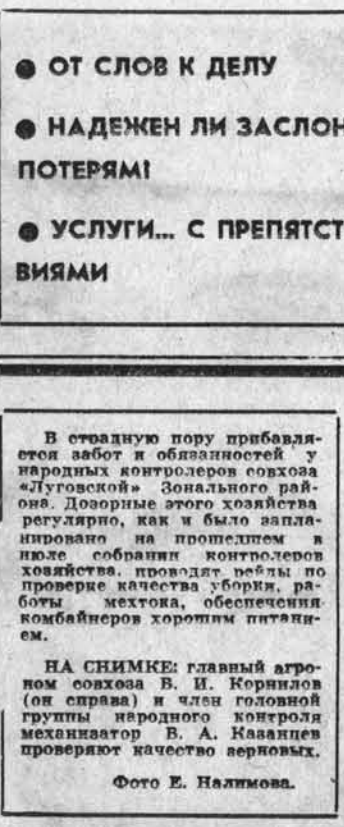 ● ОТ СЛОВ К ДЕЛУ
● НАДЕЖЕН ЛИ ЗАСЛОН
ПОТЕРЯМ?
● УСЛУГИ... С ПРЕПЯТСТ
ВИЯМИ
В страдную пору прибавля-
ется забот и обязанностей у
народных контролеров совхоза
«Луговской» Зонального рай-
она. Дозорные этого хозяйства
регулярно, как и было запла-
нировано на прошедшем в
июле собрании контролеров
хозяйства, проводят рейды по
проверке качества уборки, ра-
боты мехтока, обеспечения
комбайнеров хорошим питани-
ем.
НА СНИМКЕ: главный агро-
ном совхоза В. И. Корнилов
(он справа) и член головной
группы народного контроля
механизатор В. А. Казанцев
проверяют качество зерновых.
Фото Е. Налимова.